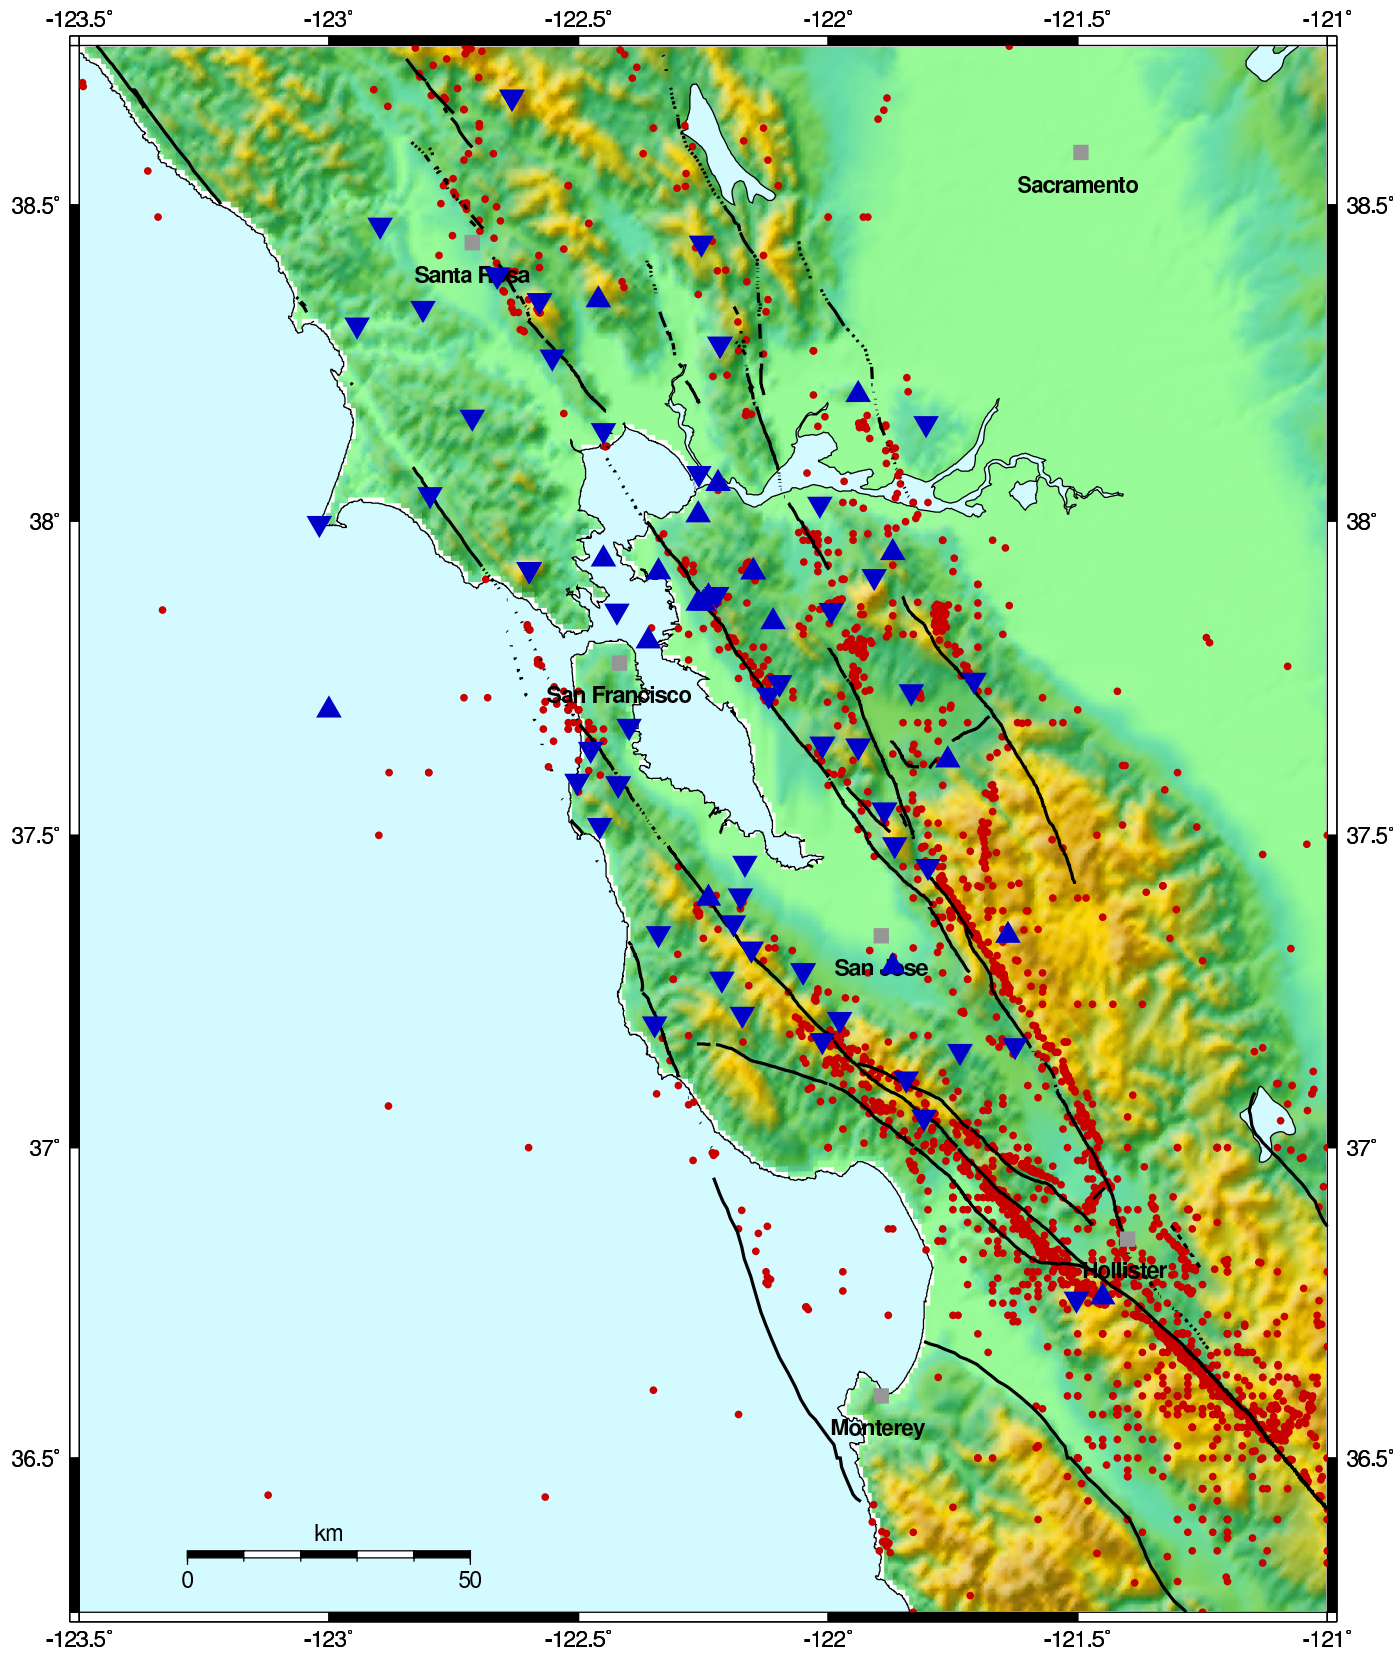 -123.5° -123° -122.5° -122° -121.5° -121°
38.5° 38.5°
38° 38°
37.5° 37.5°
37° 37°
36.5° 36.5°
Sacramento
Santa Rosa
San Francisco
San Jose
Hollister
Monterey
km
0 50
-123.5° -123° -122.5° -122° -121.5° -121°